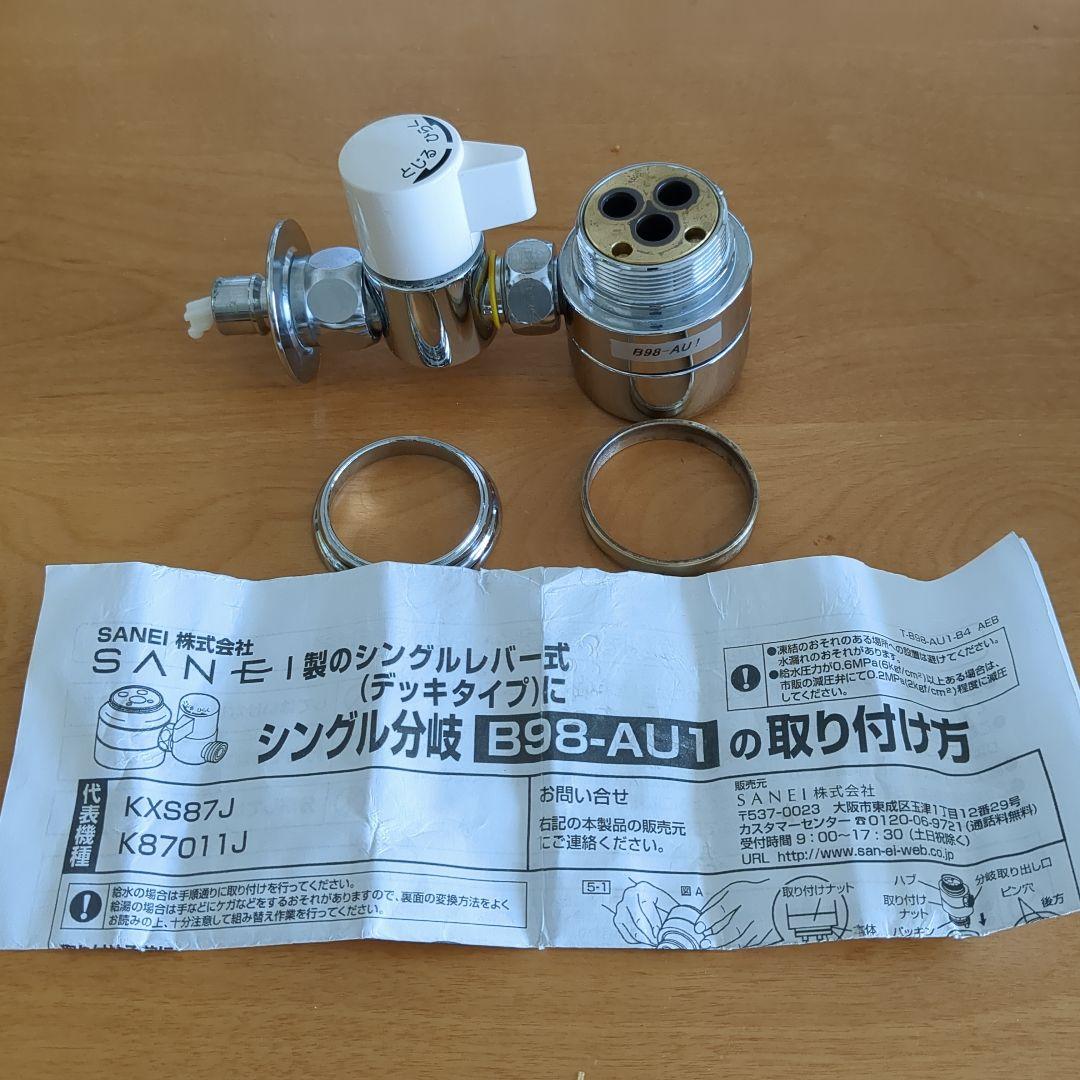 ひらく
とじる
B98-AU1
T-B98-AU1-B4 AEB
SANEI 株式会社
SANEI製のシングルレバー式
(デッキタイプ)に
シングル分岐 B98-AU1 の取り付け方
●凍結のおそれのある場所への設置は避けてください。
水漏れのおそれがあります。
●給水圧力が0.6MPa(6kgf/cm²)以上ある場合は、
市販の減圧弁にて0.2MPa(2kgf/cm²)程度に減圧
してください。
代表機種
KXS87J
K87011J
お問い合せ
右記の本製品の販売元
にご連絡ください。
販売元
SANEI 株式会社
〒537-0023 大阪市東成区玉津1丁目12番29号
カスタマーセンター ☎0120-06-9721(通話無料)
受付時間 9:00〜17:30 (土日祝除く)
URL http://www.san-ei-web.co.jp
給水の場合は手順通りに取り付けを行ってください。
給湯の場合は手などにケガなどをするおそれがありますので、裏面の変換方法をよく
お読みの上、十分注意して組み替え作業を行ってください。
5-1
図A
取り付けナット
本体
ハブ
取り付け
ナット
パッキン
分岐取り出し口
ピン穴
後方